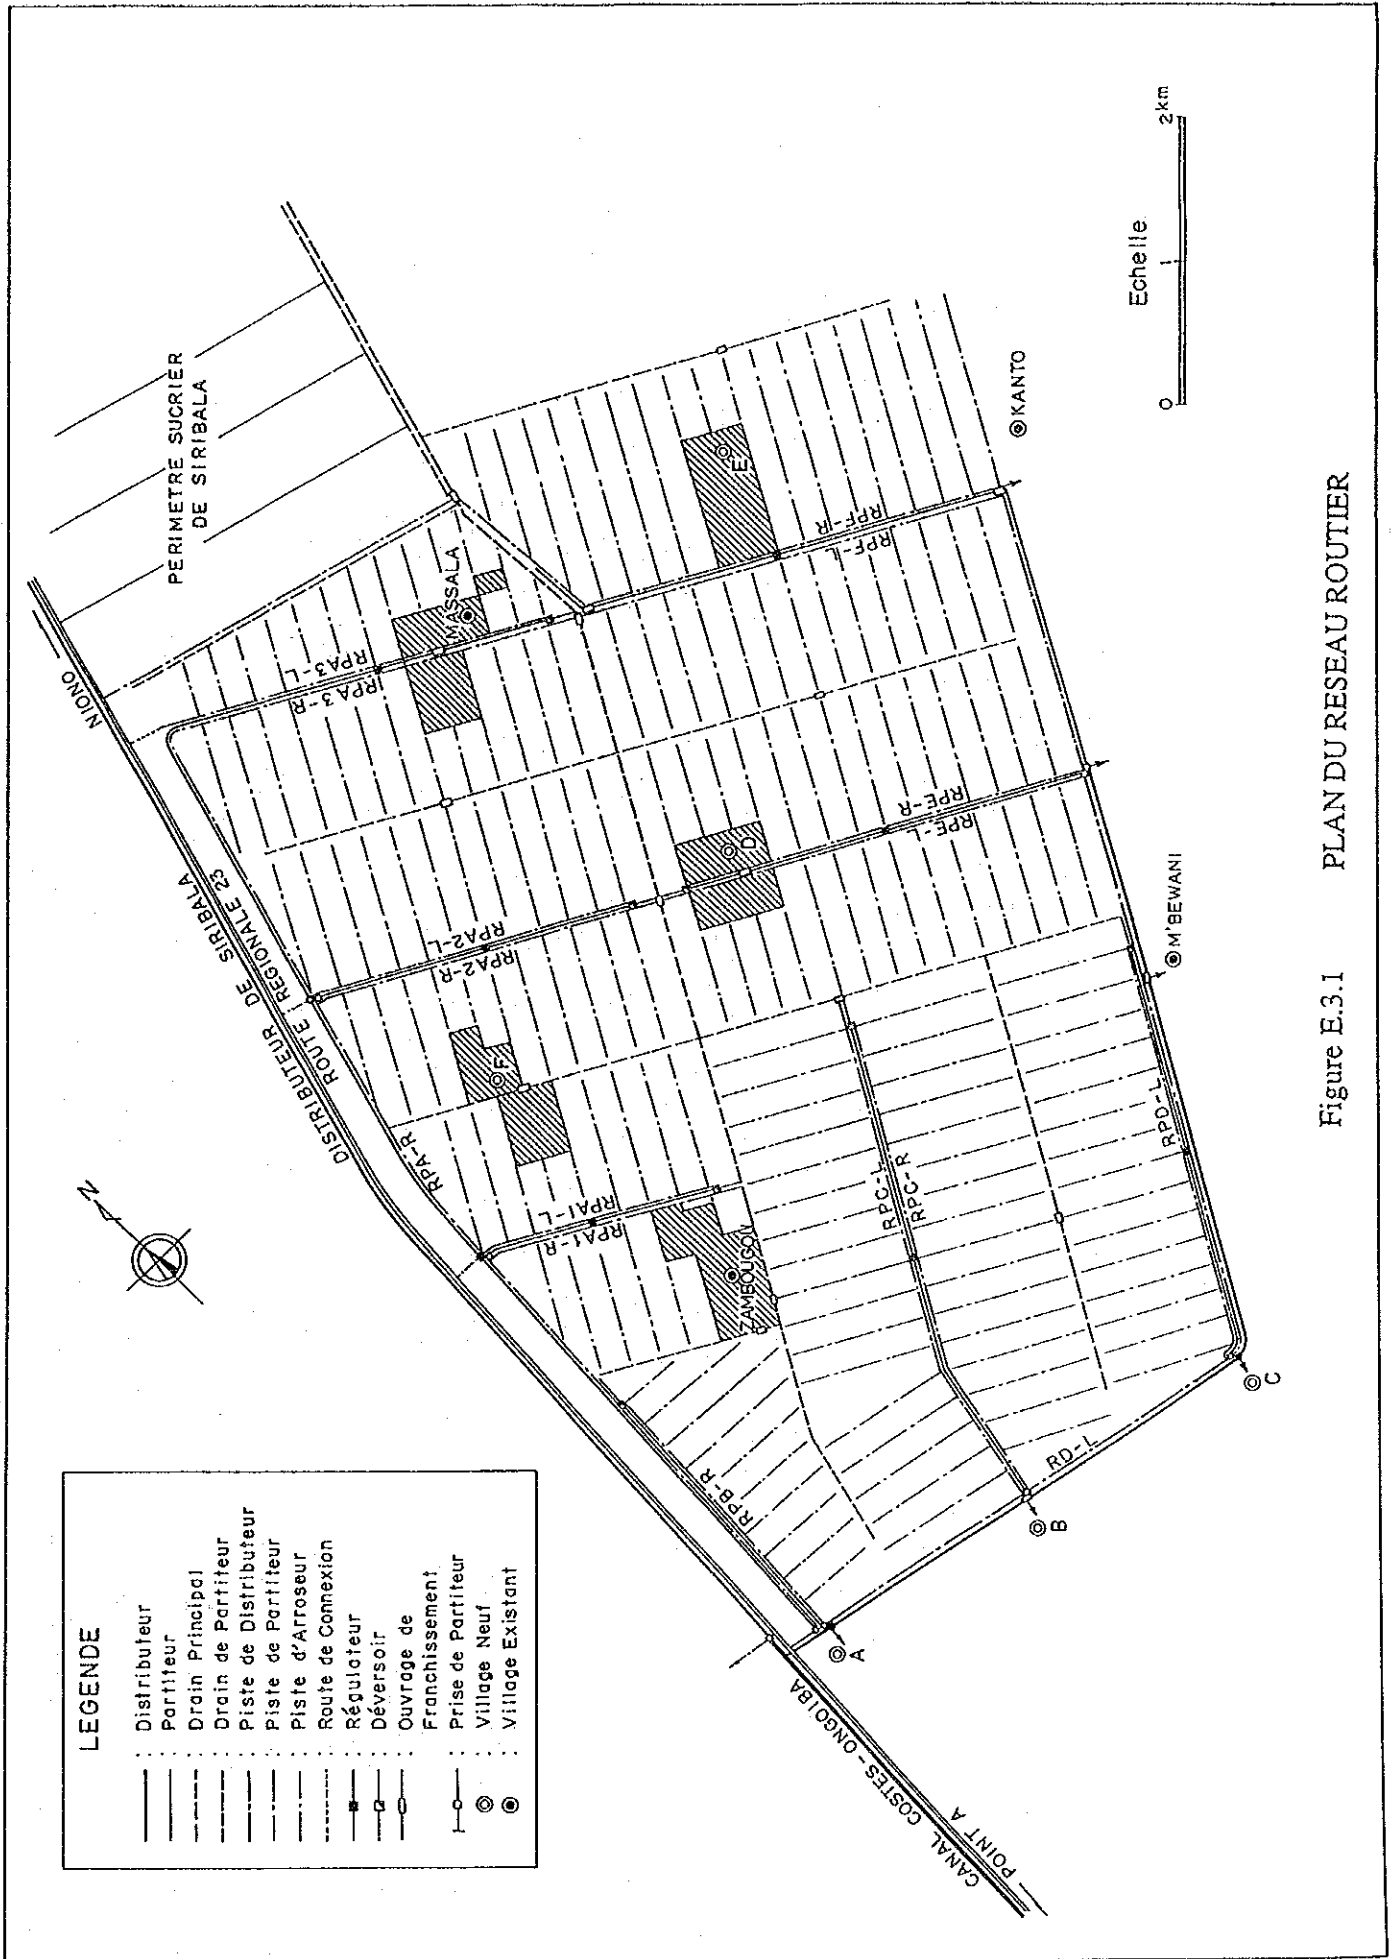 LEGENDE
: Distributeur
: Partiteur
: Drain Principal
: Drain de Partiteur
: Piste de Distributeur
: Piste de Partiteur
: Piste d'Arroseur
: Route de Connexion
: Régulateur
: Déversoir
: Ouvrage de
Franchissement
: Prise de Partiteur
: Village Neuf
: Village Existant
N
NIONO
PERIMETRE SUCRIER
DE SIRIBALA
DISTRIBUTEUR DE SIRIBALA
ROUTE REGIONALE 23
CANAL COSTES-ONGOIBA
POINT A
RPA-R
RPA1-L
RPA1-R
RPA2-L
RPA2-R
RPA3-L
RPA3-R
MASSALA
F
ZAMBOUGOU
D
E
RPB-R
RPC-L
RPC-R
RPD-L
RPE-R
RPE-L
RPF-R
RPF-L
RD-L
A
B
C
M'BEWANI
KANTO
Echelle
0 1 2km
Figure E.3.1 PLAN DU RESEAU ROUTIER